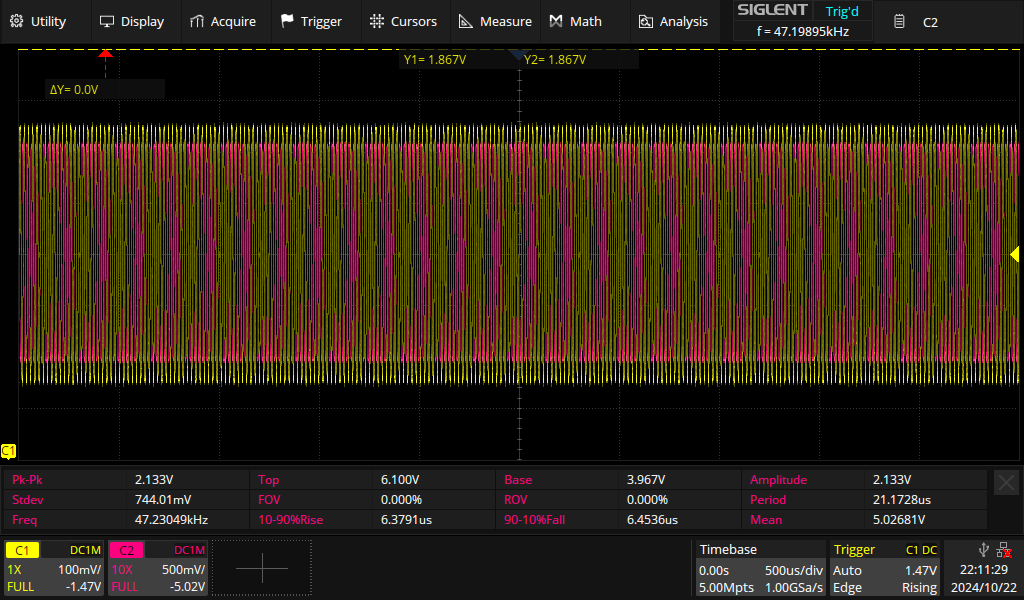 Utility Display Acquire Trigger Cursors Measure Math Analysis SIGLENT Trig'd C2
f = 47.19895kHz
Y1= 1.867V Y2= 1.867V
ΔY= 0.0V
C1
Pk-Pk 2.133V Top 6.100V Base 3.967V Amplitude 2.133V
Stdev 744.01mV FOV 0.000% ROV 0.000% Period 21.1728us
Freq 47.23049kHz 10-90%Rise 6.3791us 90-10%Fall 6.4536us Mean 5.02681V
C1 DC1M C2 DC1M Timebase Trigger C1 DC
1X 100mV/ 10X 500mV/ 0.00s 500us/div Auto 1.47V 22:11:29
FULL -1.47V FULL -5.02V 5.00Mpts 1.00GSa/s Edge Rising 2024/10/22